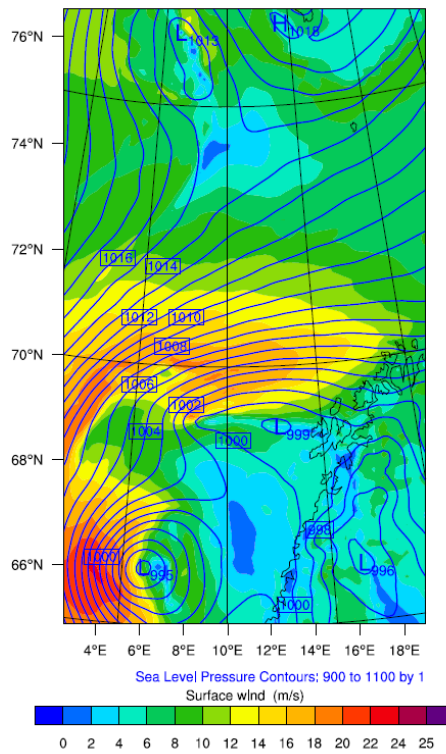 76°N
L1013
H1018
74°N
72°N
1016
1014
1012
1010
70°N
1008
1006
1002
1004
1000
L999
68°N
998
66°N
1000
L995
L996
1000
4°E 6°E 8°E 10°E 12°E 14°E 16°E 18°E
Sea Level Pressure Contours: 900 to 1100 by 1
Surface wind (m/s)
0 2 4 6 8 10 12 14 16 18 20 22 24 25